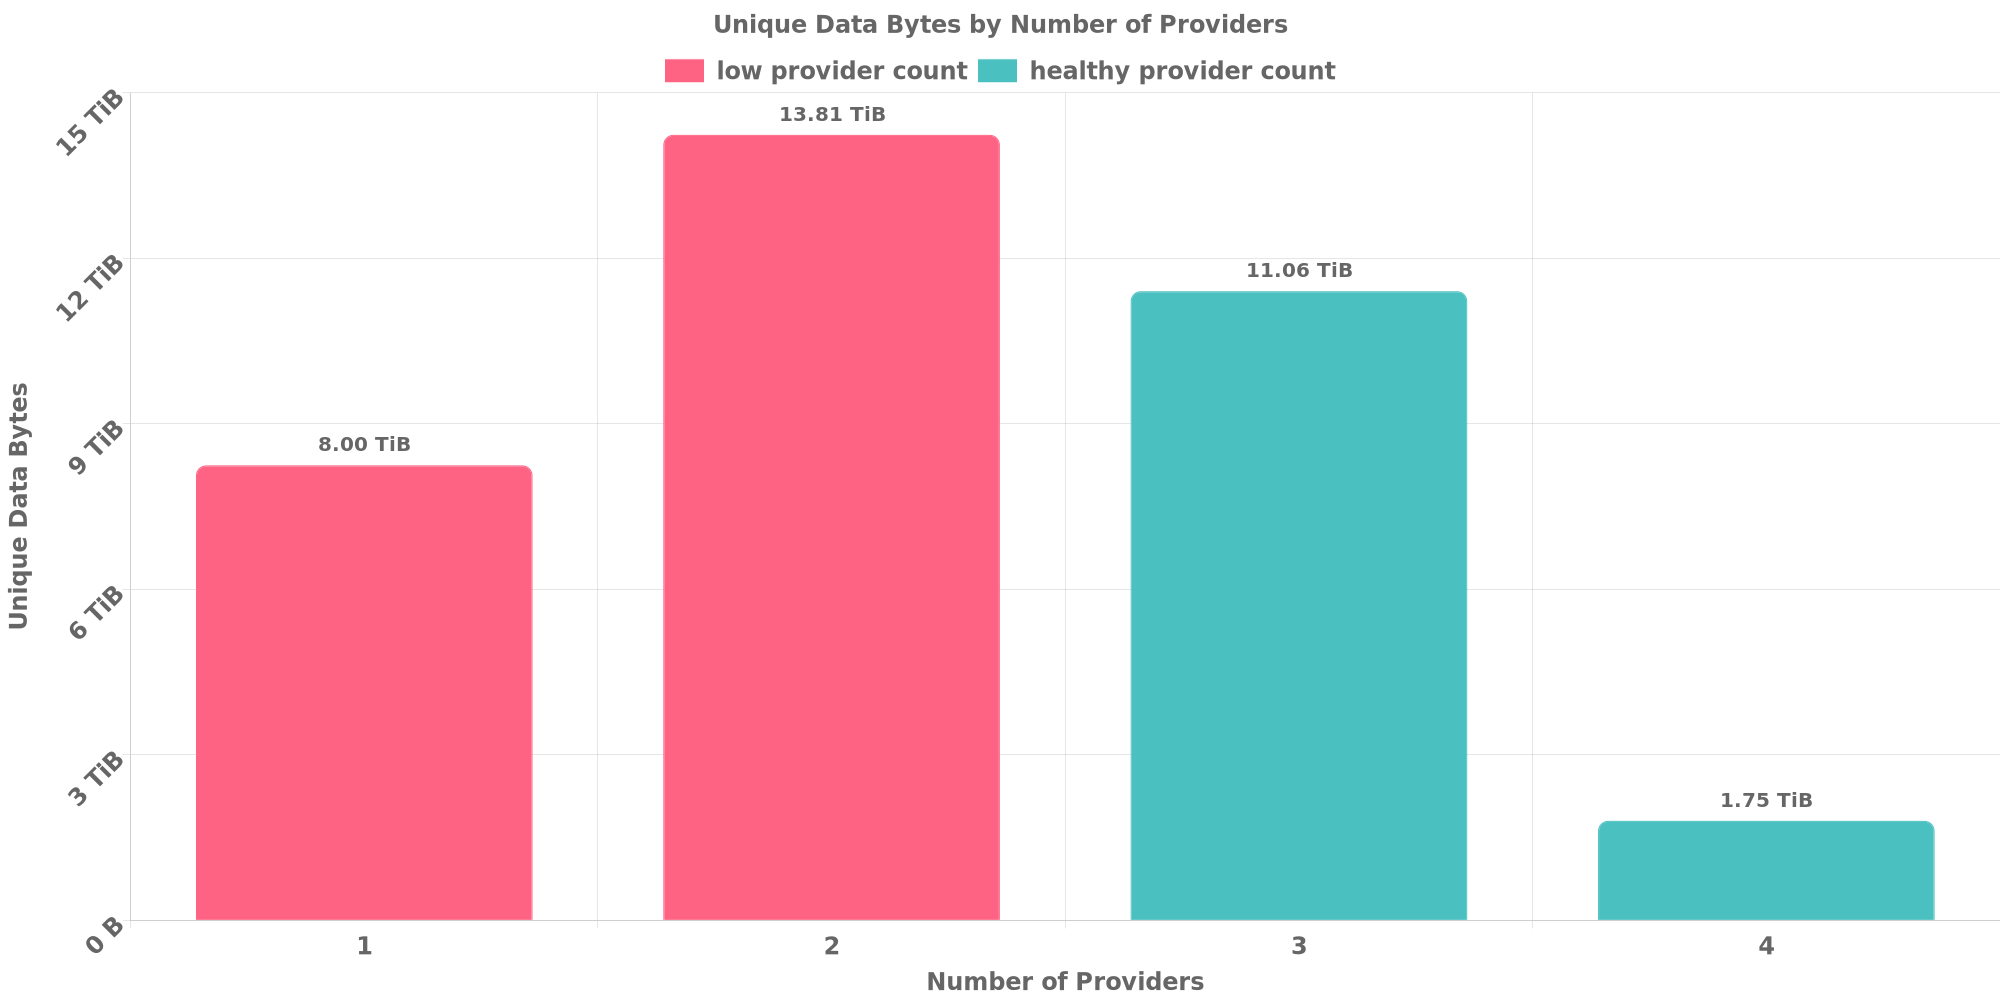 Unique Data Bytes by Number of Providers
low provider count healthy provider count
15 TiB
12 TiB
9 TiB
6 TiB
3 TiB
0 B
Unique Data Bytes
8.00 TiB
13.81 TiB
11.06 TiB
1.75 TiB
1 2 3 4
Number of Providers